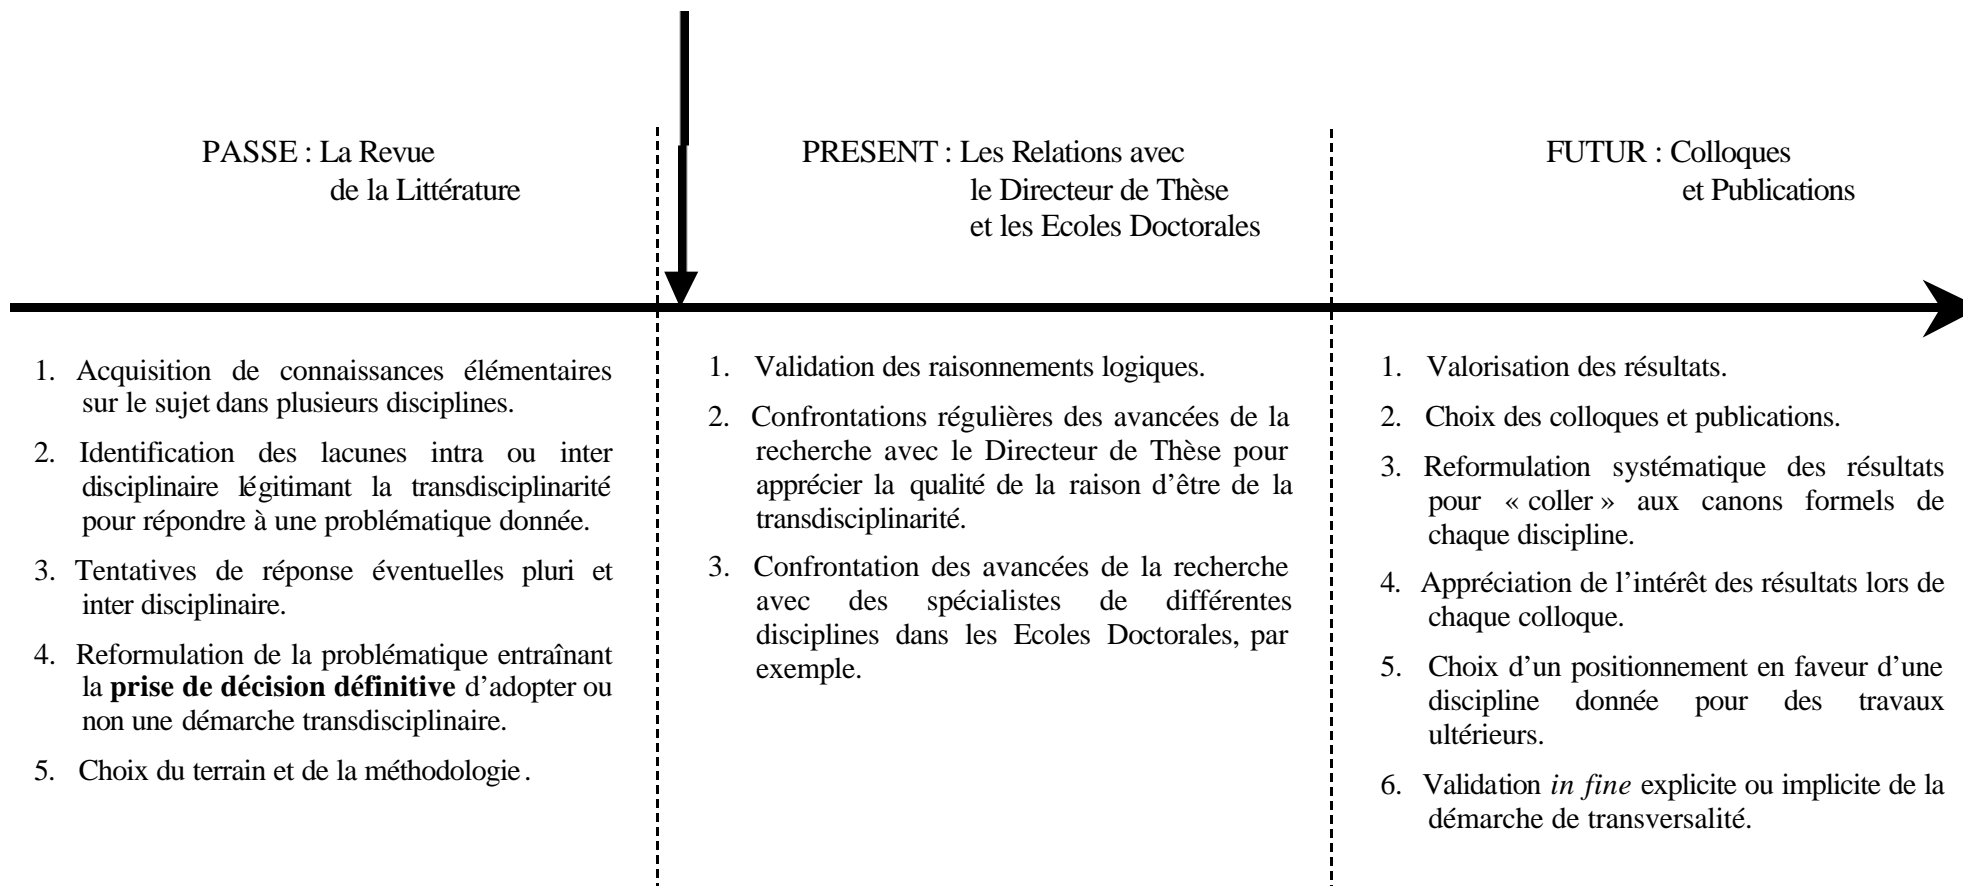 PASSE : La Revue
de la Littérature
1. Acquisition de connaissances élémentaires
sur le sujet dans plusieurs disciplines.
2. Identification des lacunes intra ou inter
disciplinaire légitimant la transdisciplinarité
pour répondre à une problématique donnée.
3. Tentatives de réponse éventuelles pluri et
inter disciplinaire.
4. Reformulation de la problématique entraînant
la prise de décision définitive d'adopter ou
non une démarche transdisciplinaire.
5. Choix du terrain et de la méthodologie.
PRESENT : Les Relations avec
le Directeur de Thèse
et les Ecoles Doctorales
1. Validation des raisonnements logiques.
2. Confrontations régulières des avancées de la
recherche avec le Directeur de Thèse pour
apprécier la qualité de la raison d'être de la
transdisciplinarité.
3. Confrontation des avancées de la recherche
avec des spécialistes de différentes
disciplines dans les Ecoles Doctorales, par
exemple.
FUTUR : Colloques
et Publications
1. Valorisation des résultats.
2. Choix des colloques et publications.
3. Reformulation systématique des résultats
pour « coller » aux canons formels de
chaque discipline.
4. Appréciation de l'intérêt des résultats lors de
chaque colloque.
5. Choix d'un positionnement en faveur d'une
discipline donnée pour des travaux
ultérieurs.
6. Validation in fine explicite ou implicite de la
démarche de transversalité.